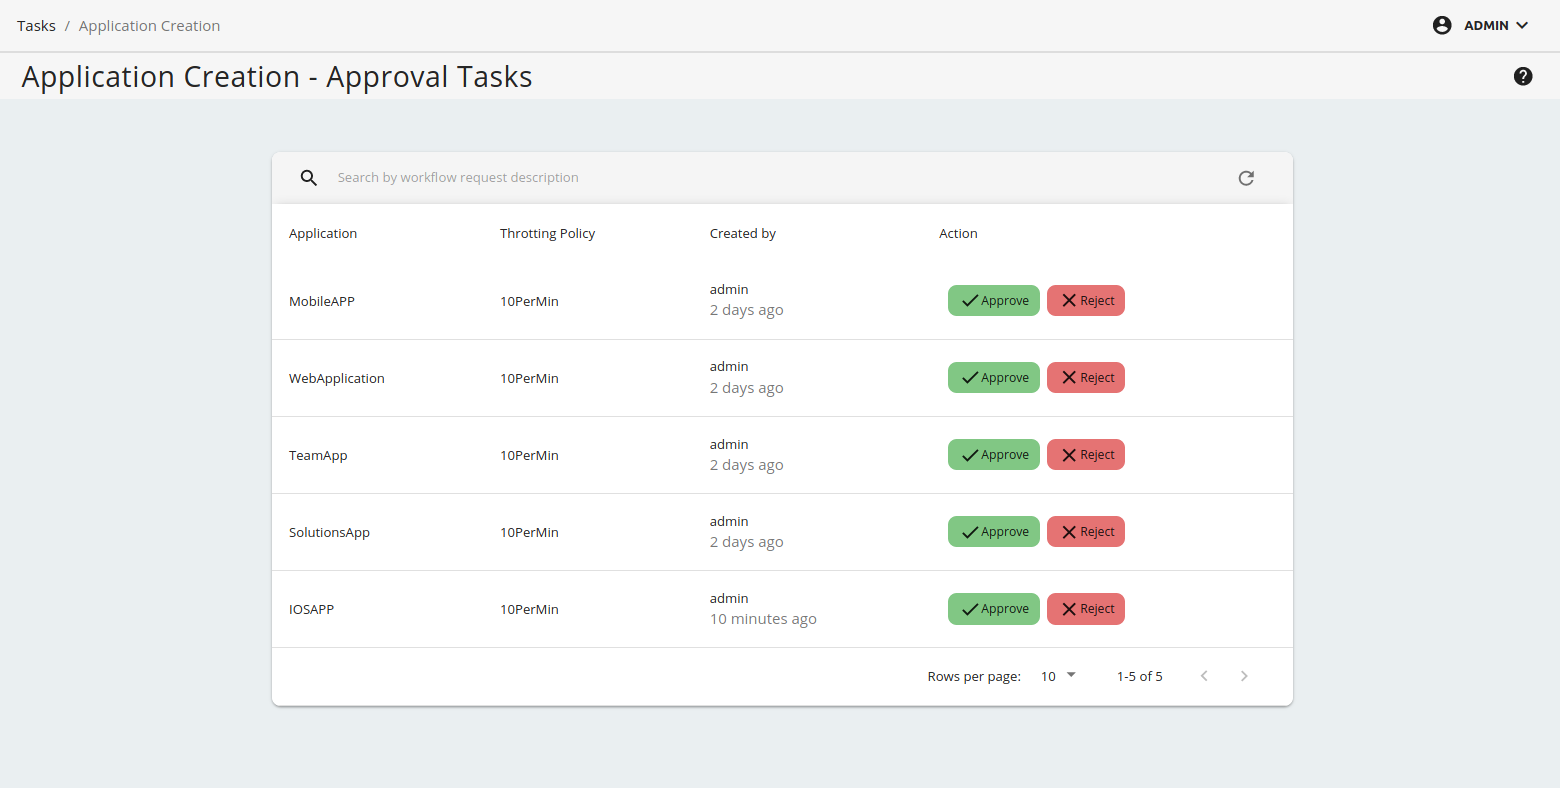 Tasks / Application Creation
ADMIN
Application Creation - Approval Tasks
Search by workflow request description
Application Throtting Policy Created by Action
MobileAPP 10PerMin admin 2 days ago Approve Reject
WebApplication 10PerMin admin 2 days ago Approve Reject
TeamApp 10PerMin admin 2 days ago Approve Reject
SolutionsApp 10PerMin admin 2 days ago Approve Reject
IOSAPP 10PerMin admin 10 minutes ago Approve Reject
Rows per page: 10 1-5 of 5